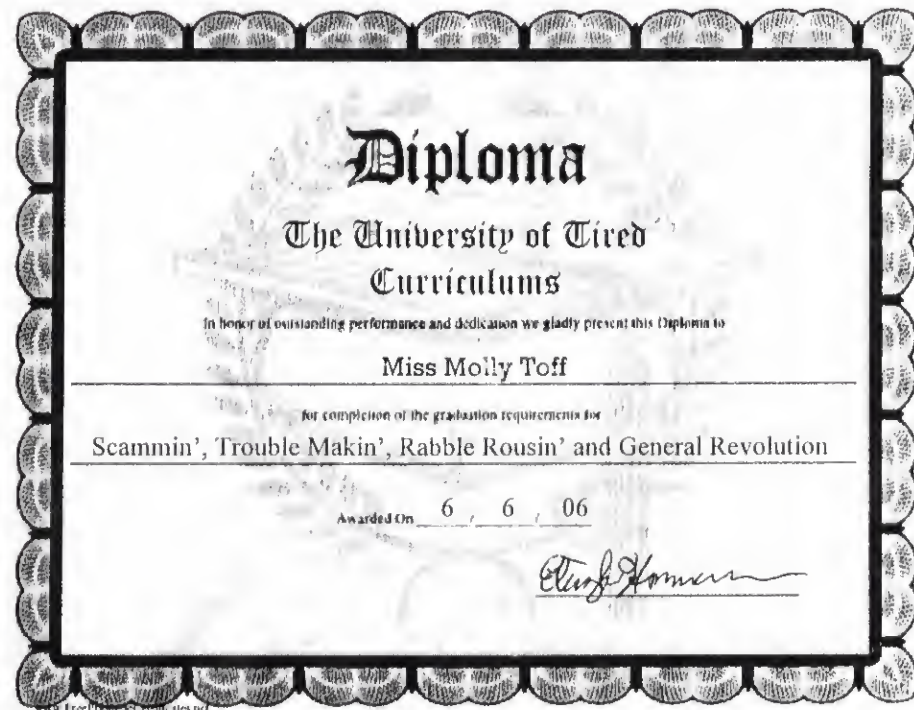 Diploma
The University of Tired
Curriculums
In honor of outstanding performance and dedication we gladly present this Diploma to
Miss Molly Toff
for completion of the graduation requirements for
Scammin’, Trouble Makin’, Rabble Rousin’ and General Revolution
Awarded On 6 / 6 / 06